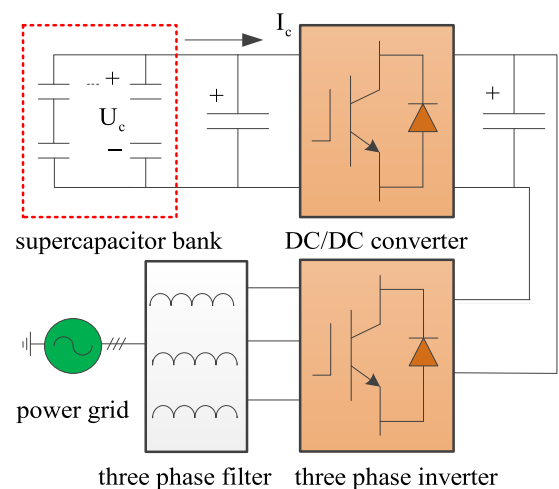 I_c
+
+
+
U_c
−
supercapacitor bank
DC/DC converter
power grid
three phase filter
three phase inverter